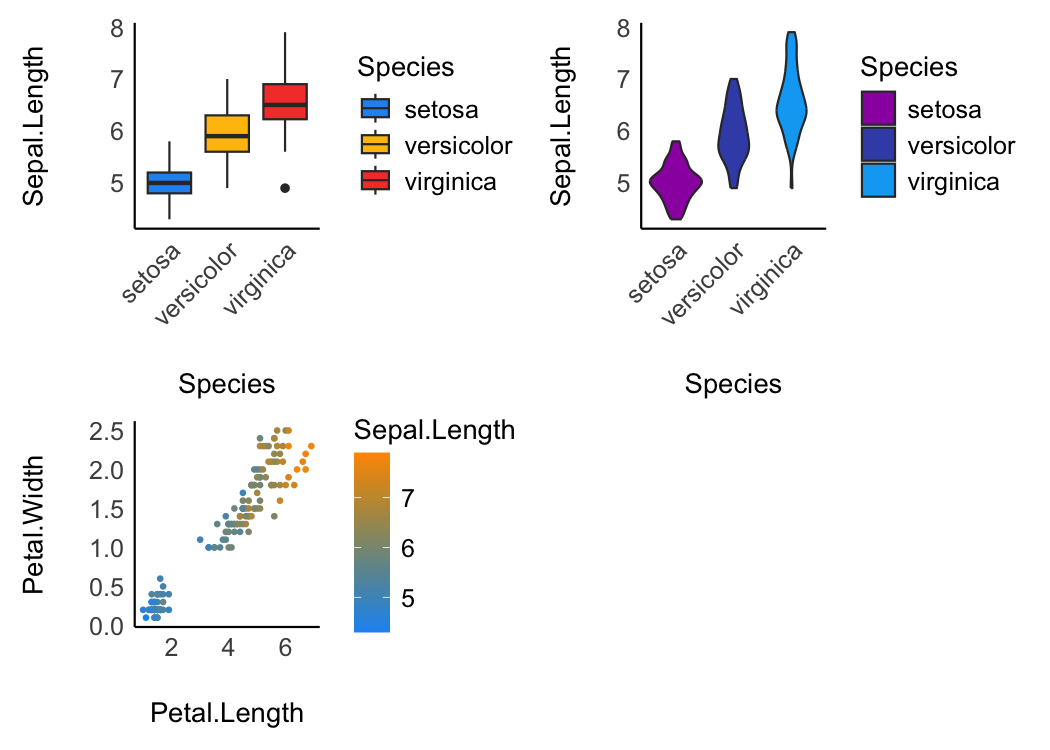 Sepal.Length
8
7
6
5
setosa
versicolor
virginica
Species
Species
setosa
versicolor
virginica
Sepal.Length
8
7
6
5
setosa
versicolor
virginica
Species
Species
setosa
versicolor
virginica
Petal.Width
2.5
2.0
1.5
1.0
0.5
0.0
2 4 6
Petal.Length
Sepal.Length
7
6
5